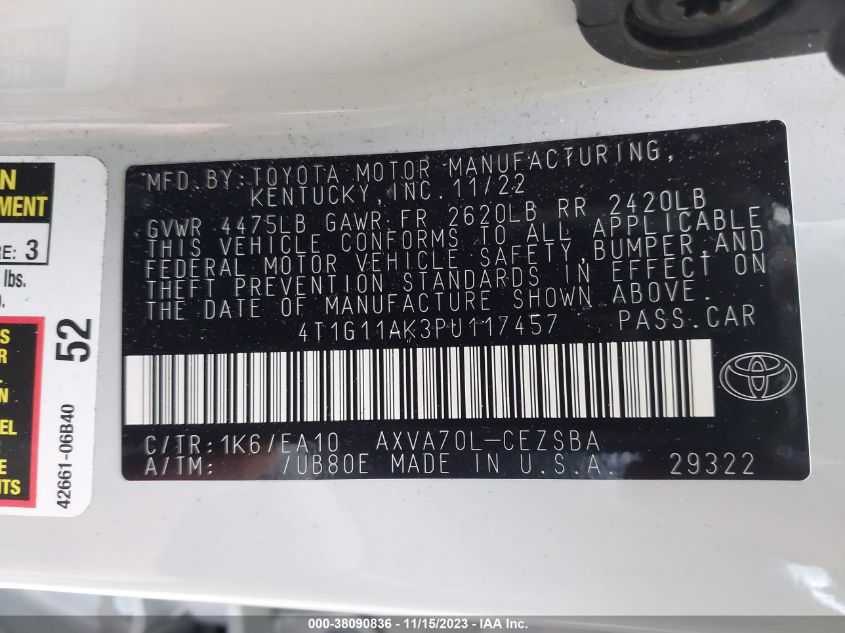 MFD. BY: TOYOTA MOTOR MANUFACTURING,
KENTUCKY, INC. 11/22
GVWR 4475LB GAWR FR 2620LB RR 2420LB
THIS VEHICLE CONFORMS TO ALL APPLICABLE
FEDERAL MOTOR VEHICLE SAFETY, BUMPER, AND
THEFT PREVENTION STANDARDS IN EFFECT ON
THE DATE OF MANUFACTURE SHOWN ABOVE.
4T1G11AK3PU117457 PASS.CAR
C/TR: 1K6/EA10 AXVA70L-CEZSBA
A/TM: /UB80E MADE IN U.S.A. 29322
RE: 3
lbs.
52
42661-06B40
000-38090836 - 11/15/2023 - IAA Inc.